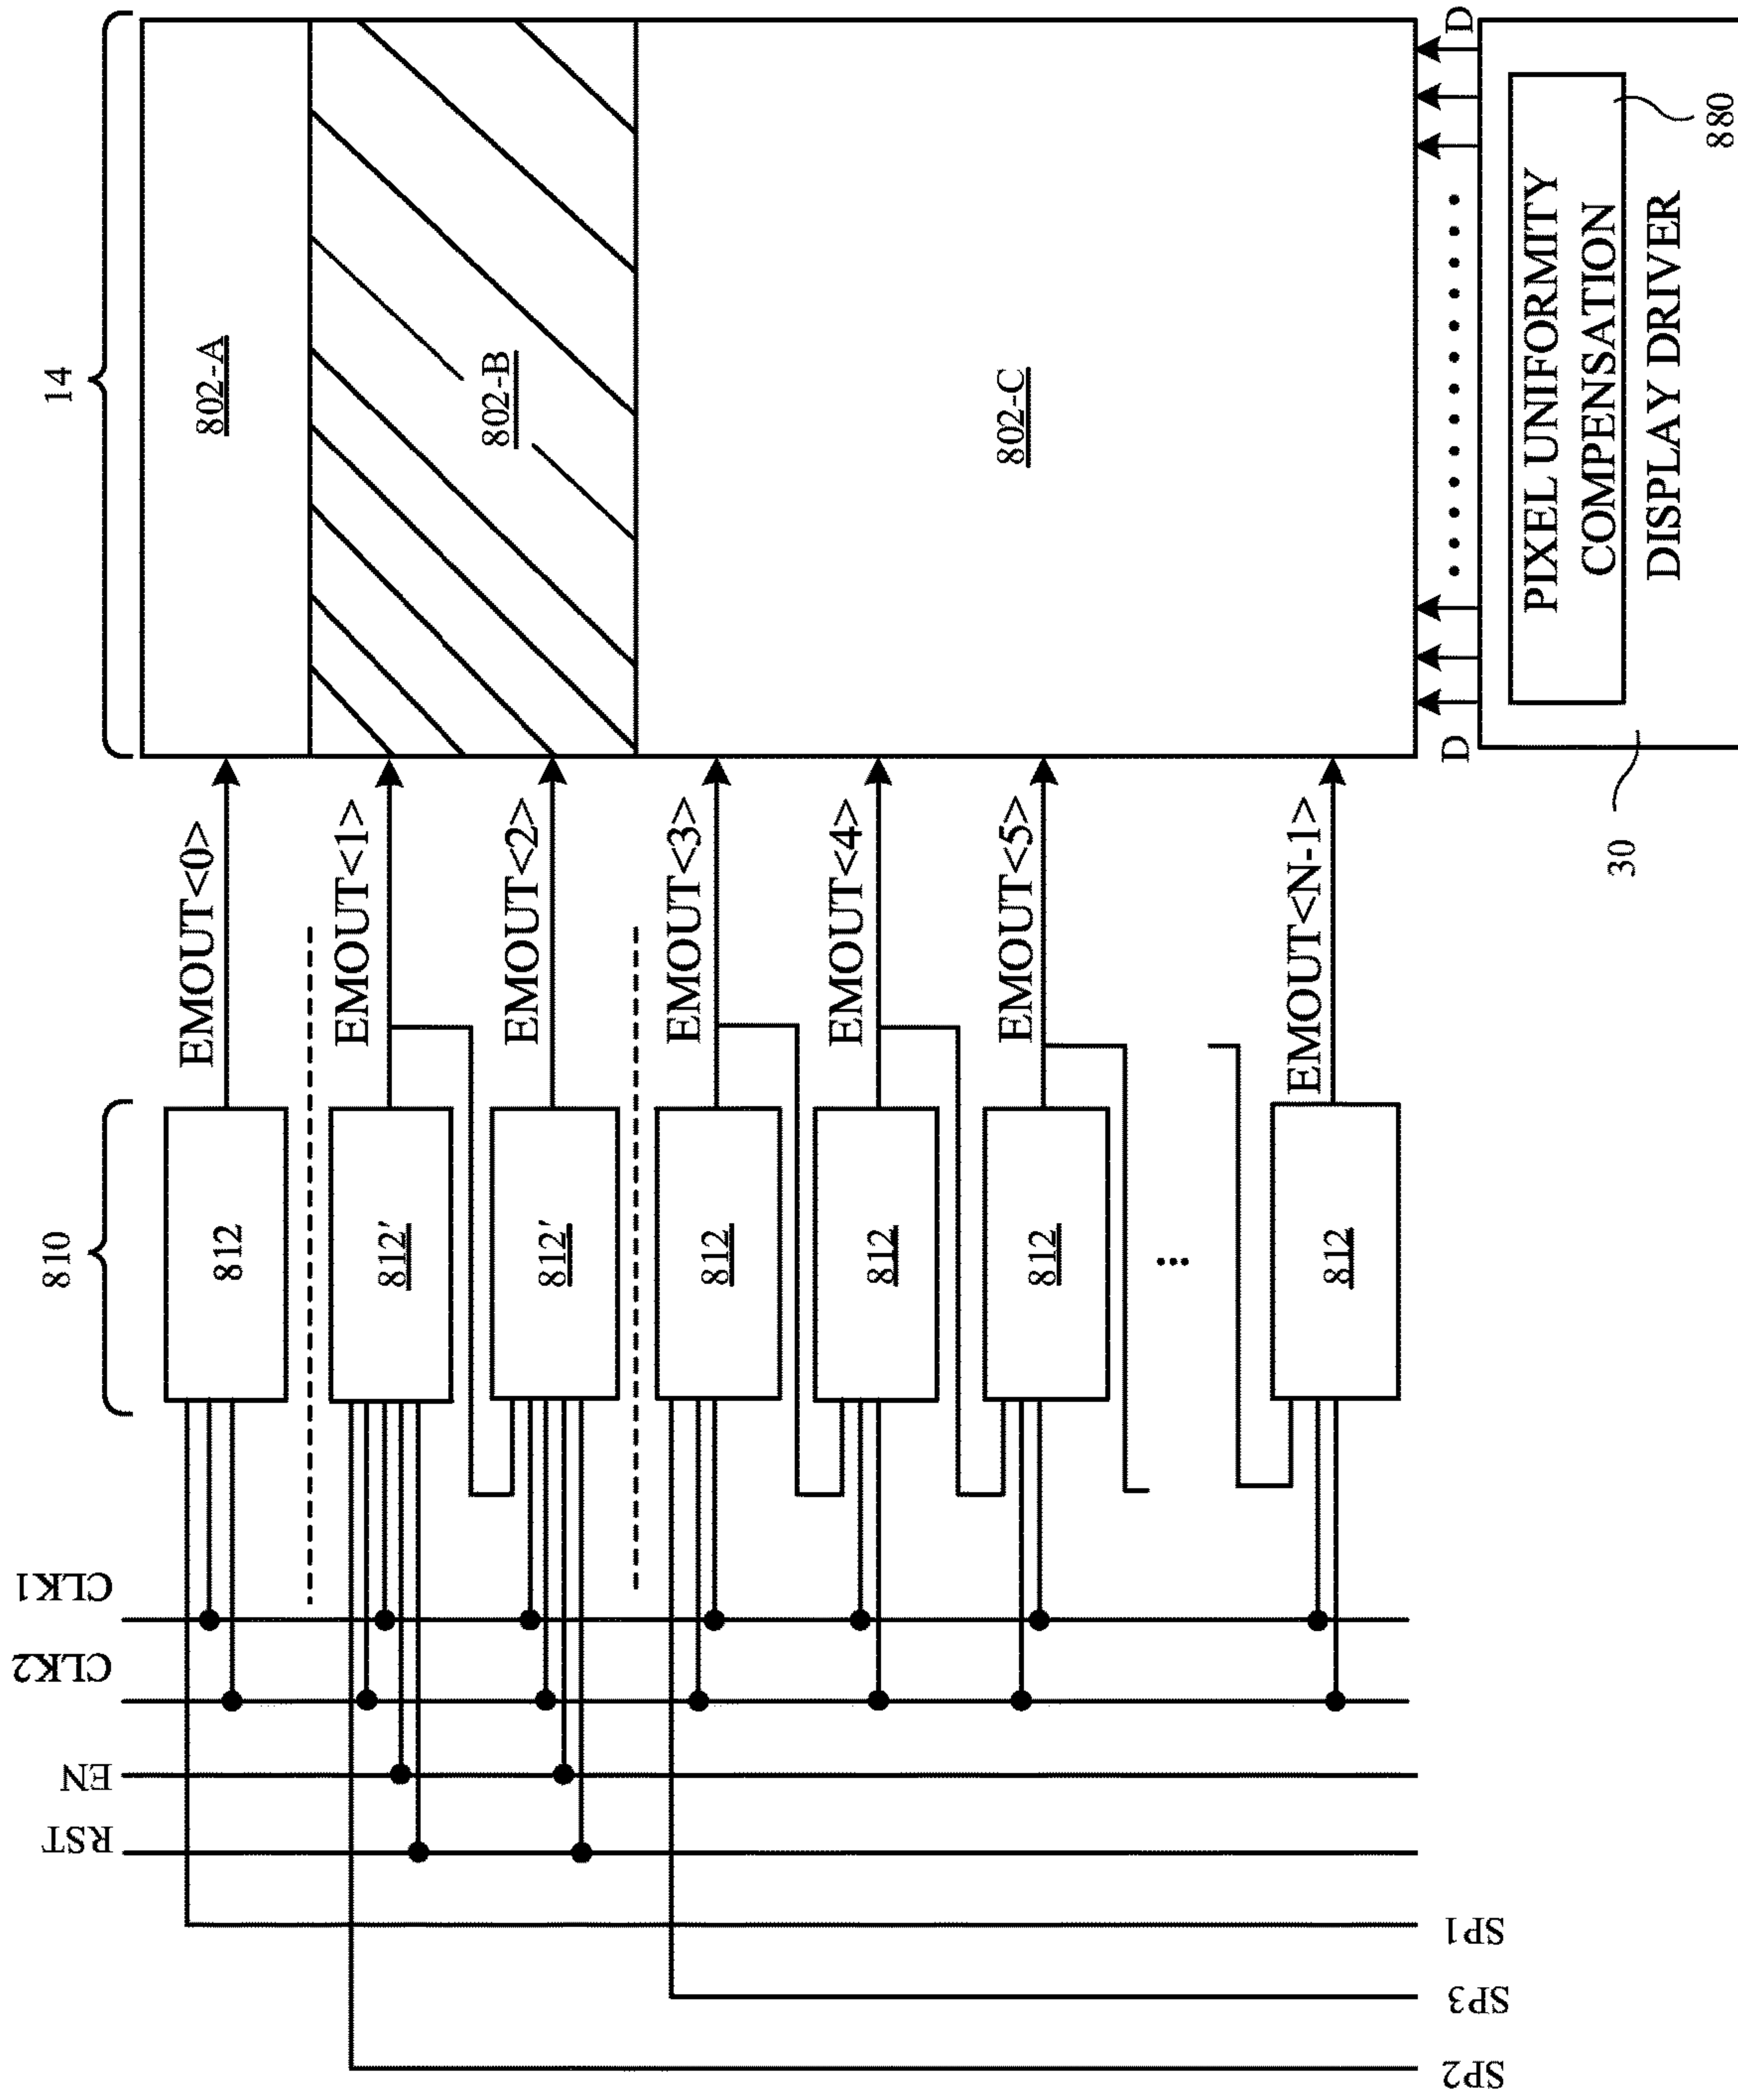 14
810
802-A
802-B
802-C
EMOUT<0>
EMOUT<1>
EMOUT<2>
EMOUT<3>
EMOUT<4>
EMOUT<5>
EMOUT<N-1>
812
812'
812'
812
812
812
...
812
CLK1
CLK2
EN
RST
SP1
SP3
SP2
D
D
PIXEL UNIFORMITY
COMPENSATION
DISPLAY DRIVER
880
30